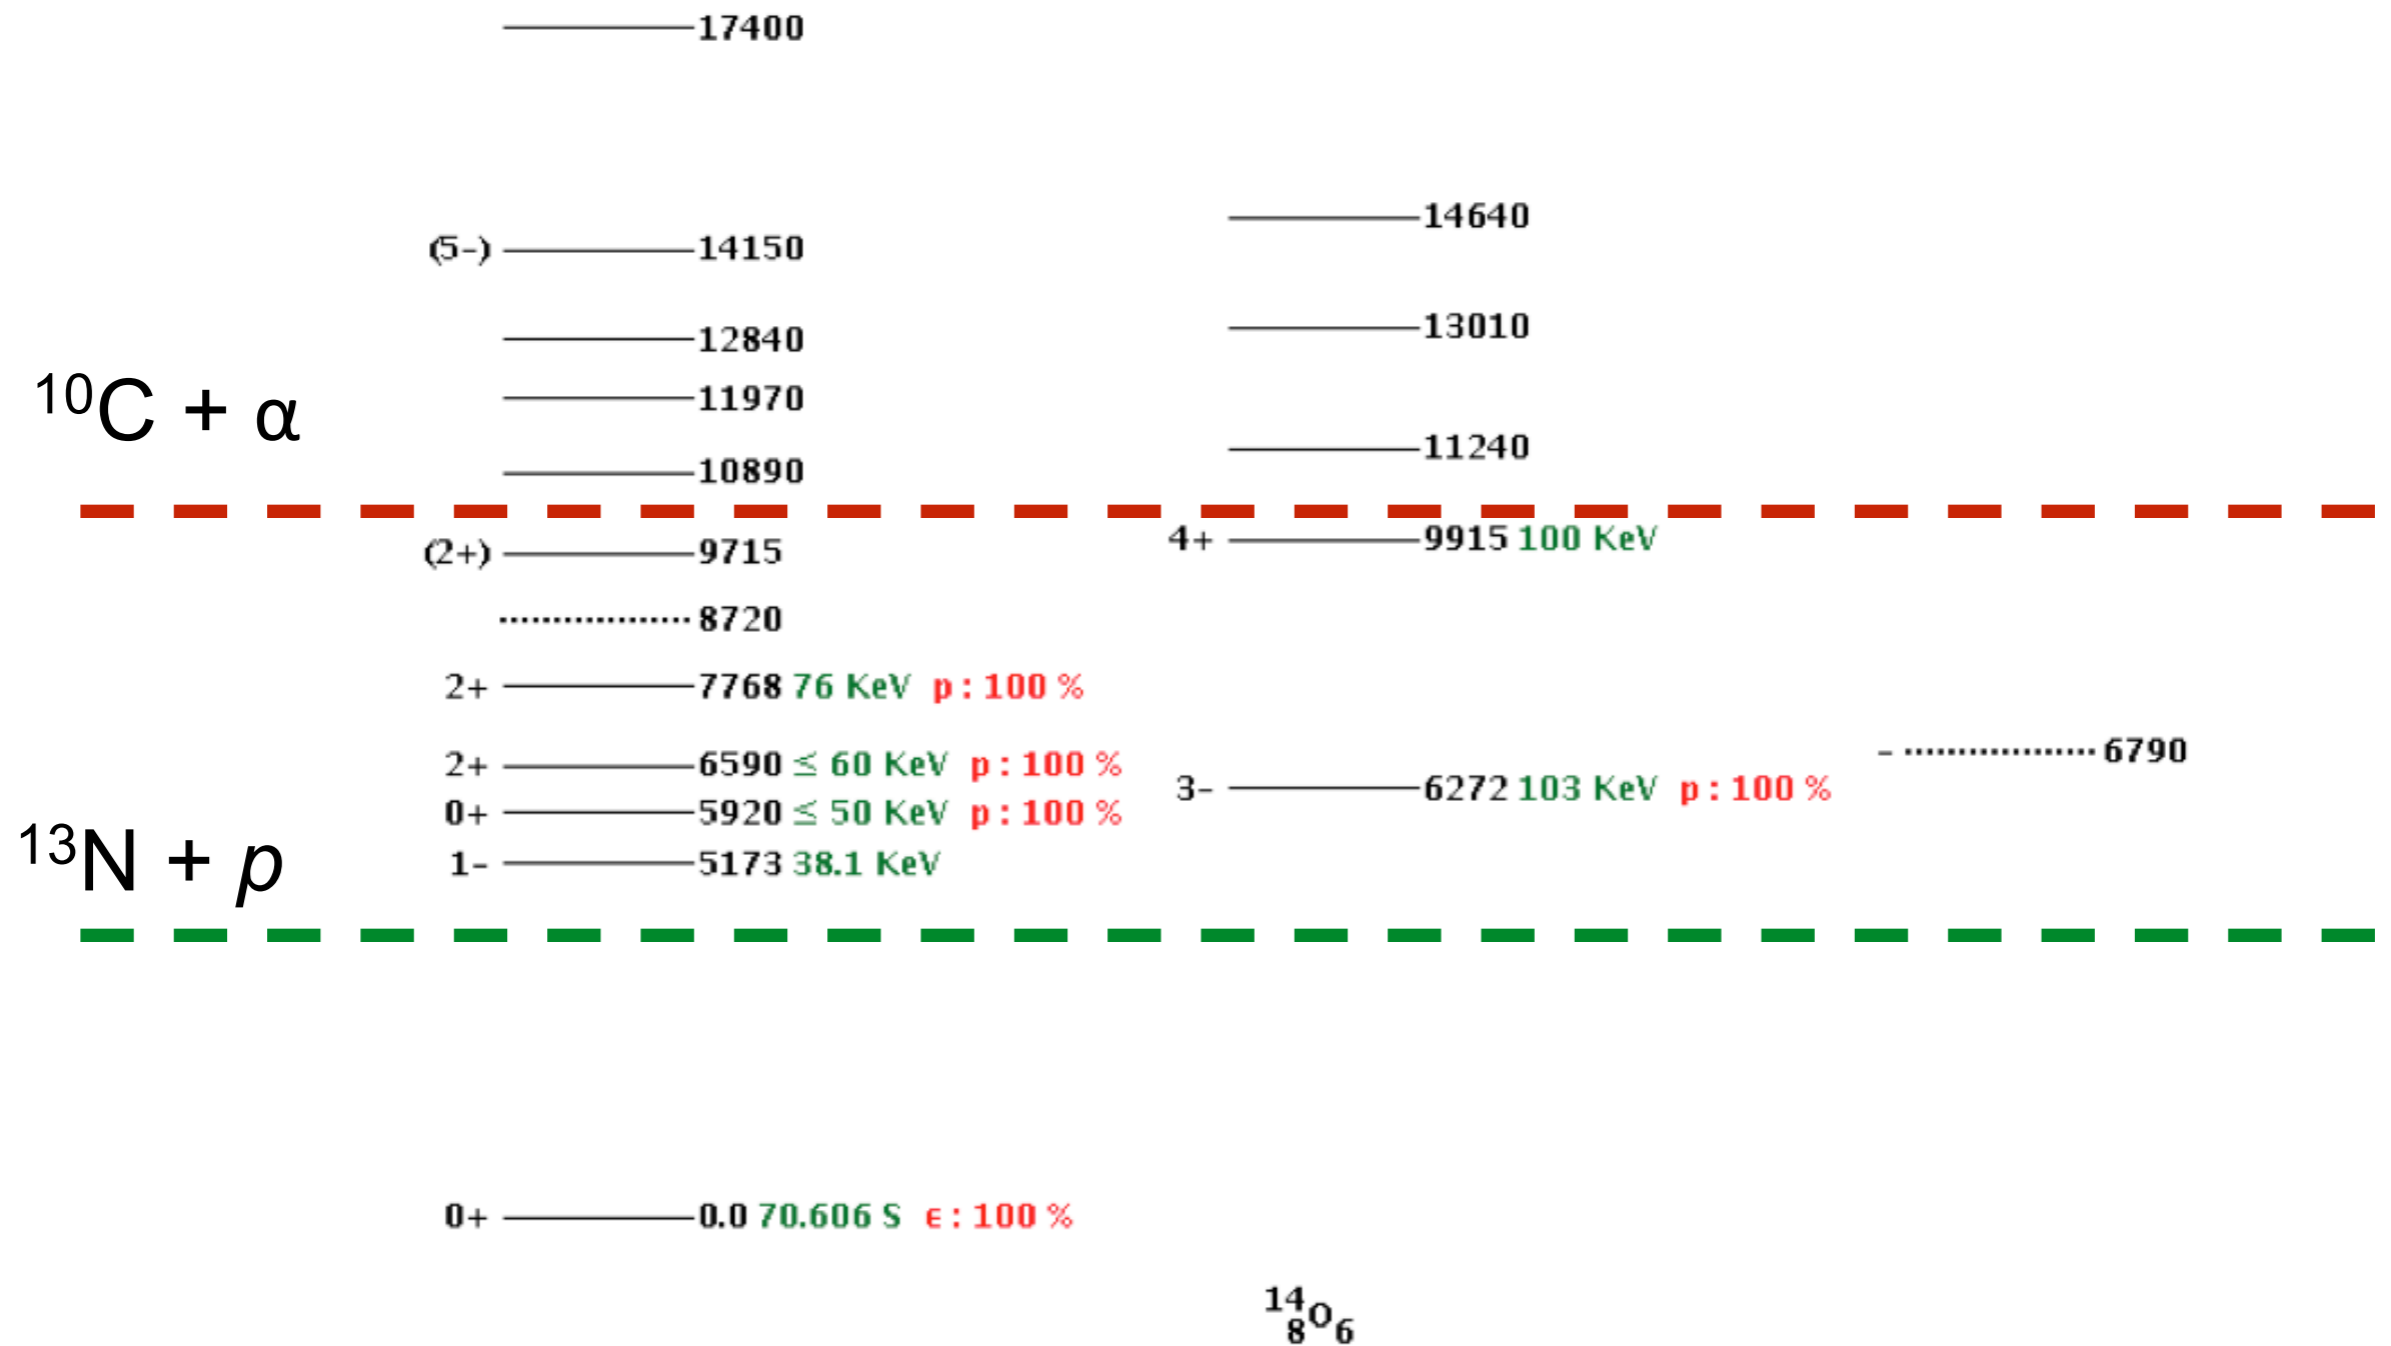 17400
14640
(5-) 14150
13010
12840
¹⁰C + α
11970
11240
10890
4+ 9915 100 KeV
(2+) 9715
8720
2+ 7768 76 KeV p : 100 %
- 6790
2+ 6590 ≤ 60 KeV p : 100 %
3- 6272 103 KeV p : 100 %
0+ 5920 ≤ 50 KeV p : 100 %
¹³N + p
1- 5173 38.1 KeV
0+ 0.0 70.606 S ϵ : 100 %
¹⁴₈O₆